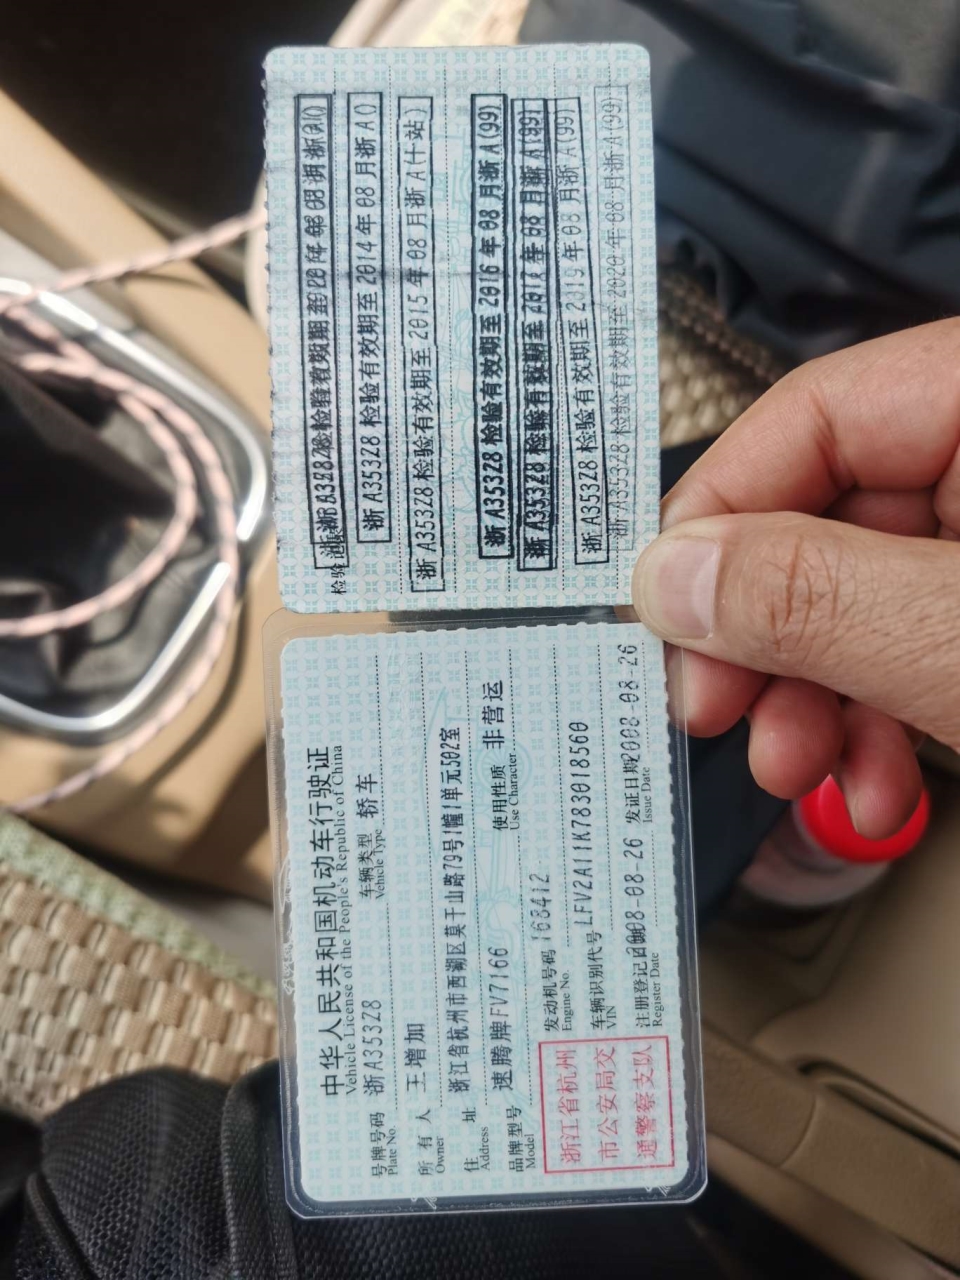 中华人民共和国机动车行驶证
Vehicle License of the People's Republic of China
号牌号码 浙A353Z8 车辆类型 轿车
Plate No. Vehicle Type
所有人 王增加
Owner
住址 浙江省杭州市西湖区莫干山路79号1幢1单元502室
Address
品牌型号 速腾牌FV7166 使用性质 非营运
Model Use Character
浙江省杭州市公安局交通警察支队
发动机号码 168412
Engine No.
车辆识别代号 LFV2A11K783018560
VIN
注册登记日期 2008-08-26 发证日期 2008-08-26
Register Date Issue Date
检验记录
浙A353Z8 检验有效期至2014年08月浙A()
浙A353Z8 检验有效期至2015年08月浙A(十站)
浙A353Z8 检验有效期至2016年08月浙A(99)
浙A353Z8 检验有效期至2017年08月浙A(99)
浙A353Z8 检验有效期至2019年08月浙A(99)
浙A353Z8 检验有效期至2020年08月浙A(99)